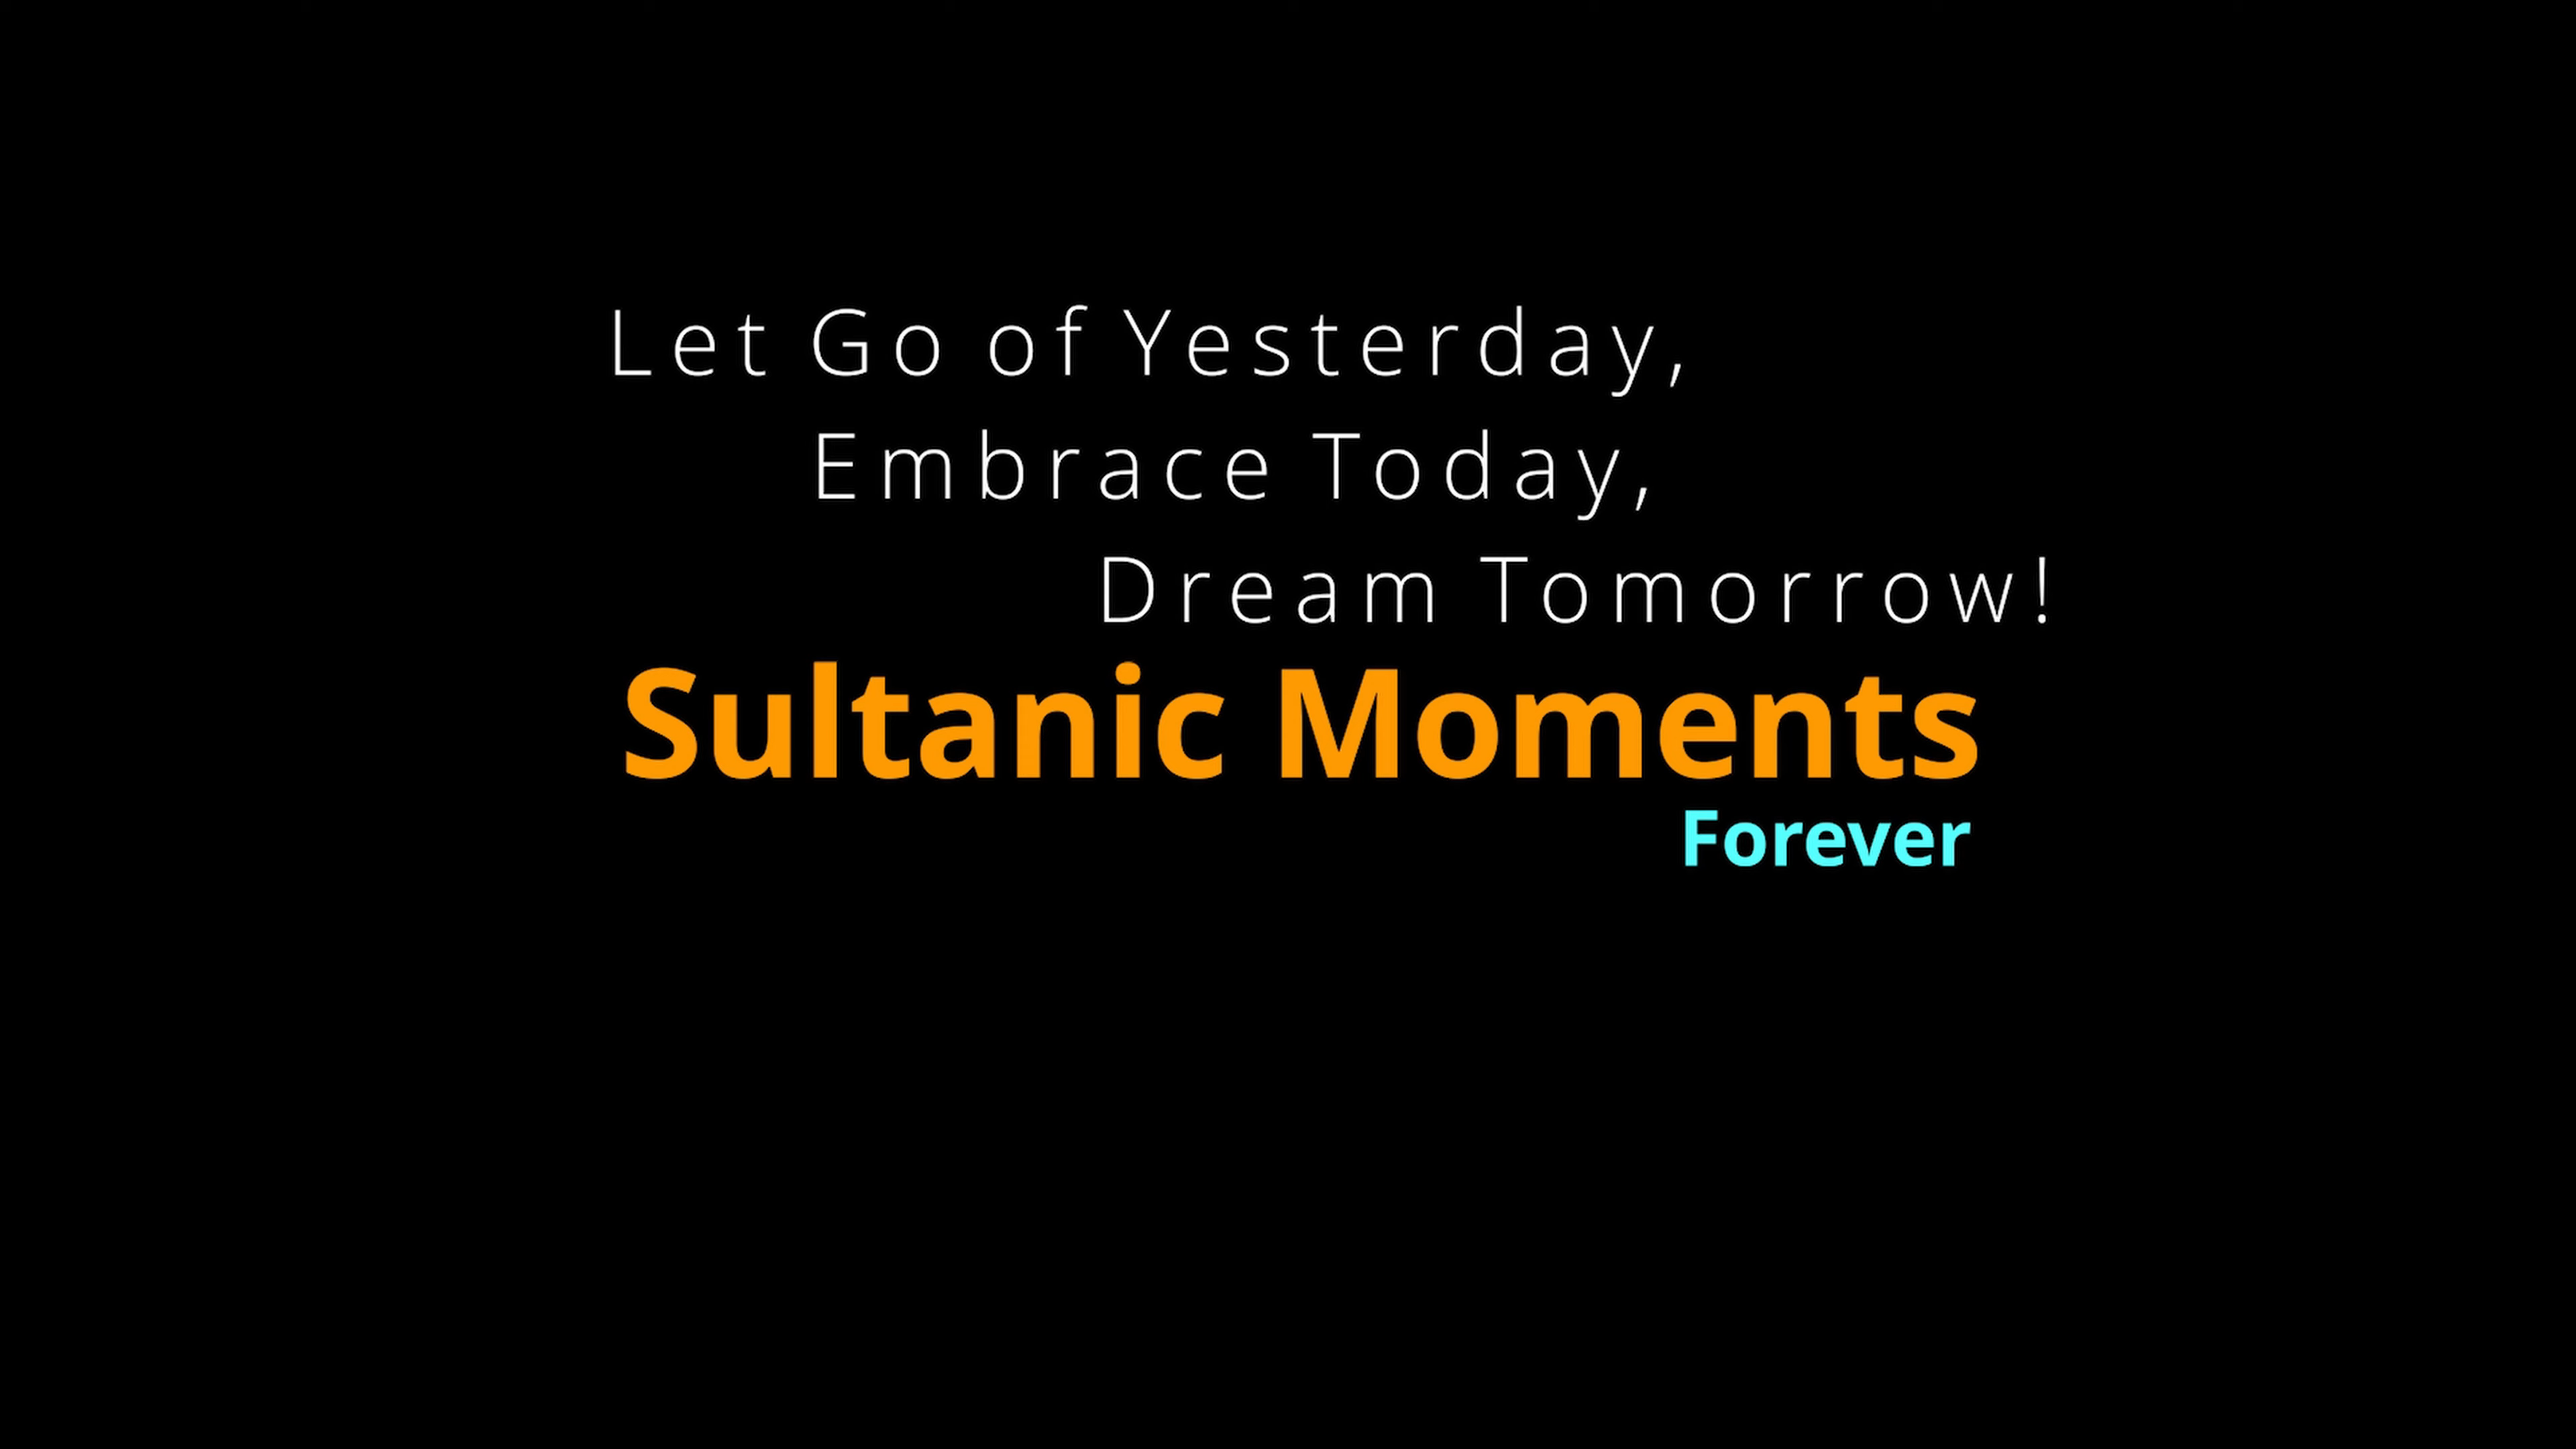 Let Go of Yesterday,
Embrace Today,
Dream Tomorrow!
Sultanic Moments
Forever